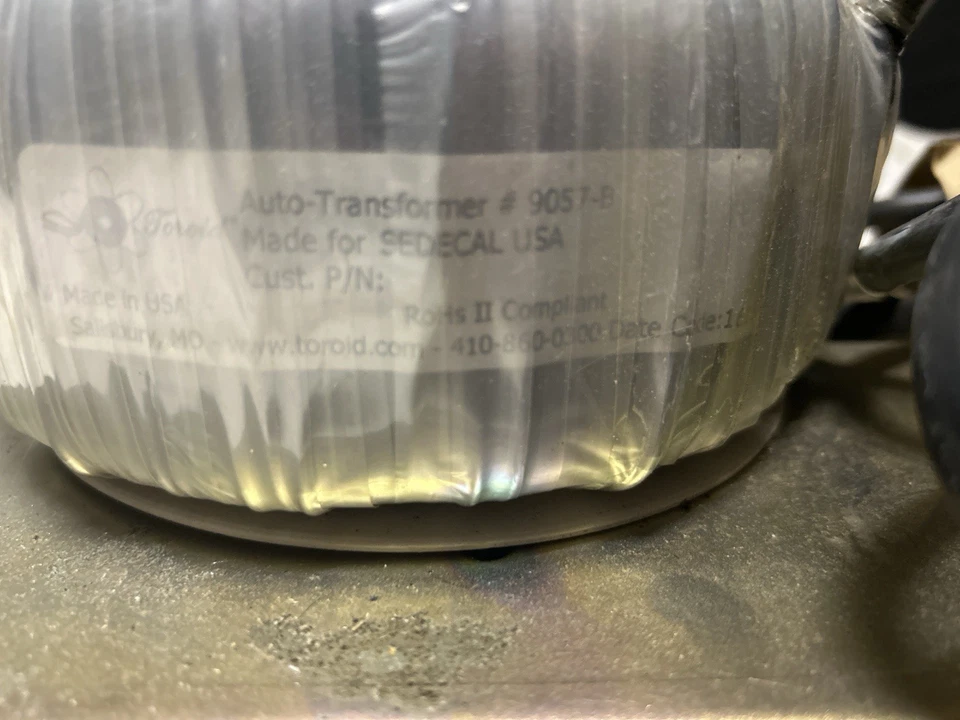 Toroid
Auto-Transformer # 9057-B
Made for SEDECAL USA
Cust. P/N:
Made in USA
RoHS II Compliant
Salisbury, MD www.toroid.com - 410-860-0300 Date Code: